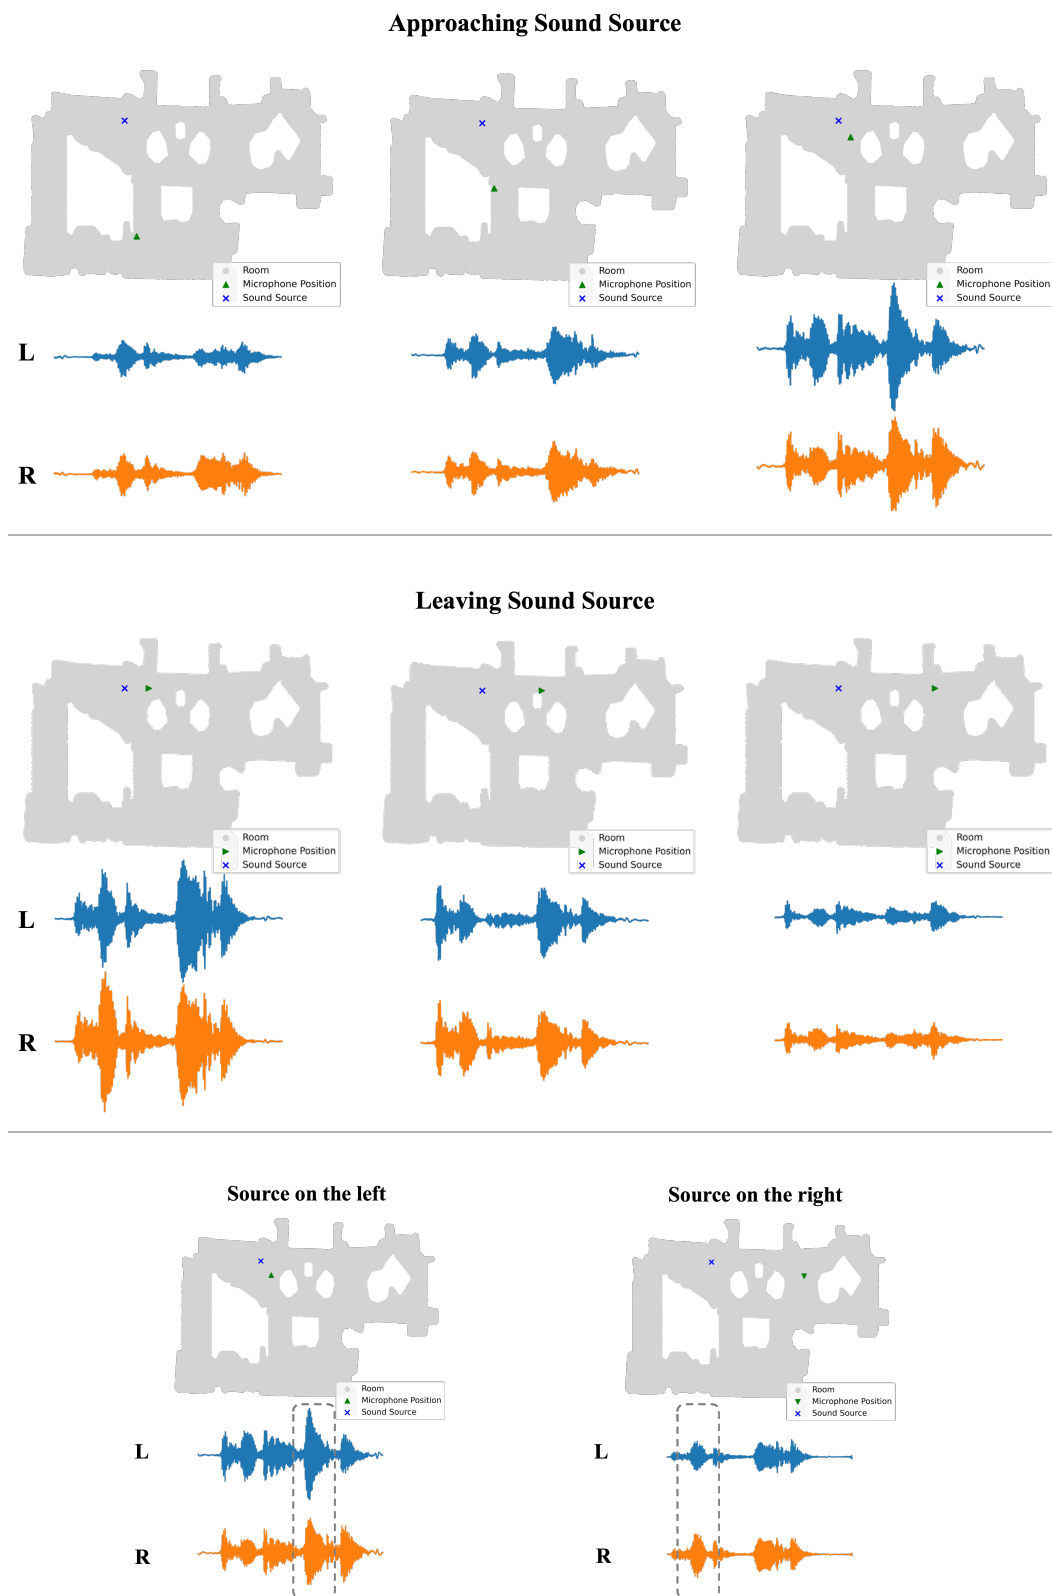 Approaching Sound Source
Room
Microphone Position
Sound Source
Room
Microphone Position
Sound Source
Room
Microphone Position
Sound Source
L
R
Leaving Sound Source
Room
Microphone Position
Sound Source
Room
Microphone Position
Sound Source
Room
Microphone Position
Sound Source
L
R
Source on the left
Source on the right
Room
Microphone Position
Sound Source
Room
Microphone Position
Sound Source
L
L
R
R